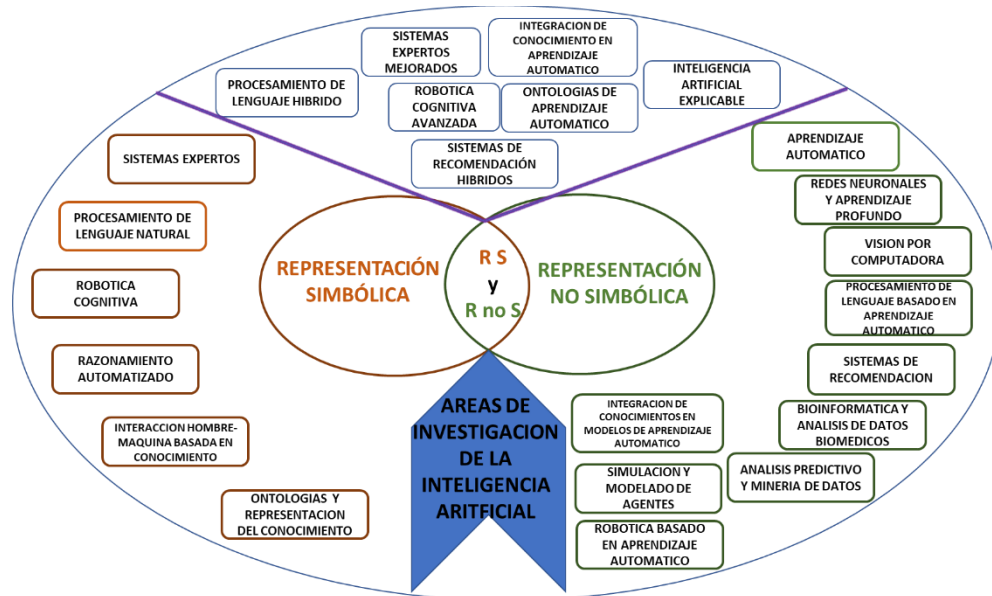 SISTEMAS
EXPERTOS
MEJORADOS
INTEGRACION DE
CONOCIMIENTO EN
APRENDIZAJE
AUTOMATICO
PROCESAMIENTO DE
LENGUAJE HIBRIDO
INTELIGENCIA
ARTIFICIAL
EXPLICABLE
ROBOTICA
COGNITIVA
AVANZADA
ONTOLOGIAS DE
APRENDIZAJE
AUTOMATICO
SISTEMAS DE
RECOMENDACIÓN
HIBRIDOS
SISTEMAS EXPERTOS
PROCESAMIENTO DE
LENGUAJE NATURAL
ROBOTICA
COGNITIVA
RAZONAMIENTO
AUTOMATIZADO
INTERACCION HOMBRE-
MAQUINA BASADA EN
CONOCIMIENTO
ONTOLOGIAS Y
REPRESENTACION
DEL CONOCIMIENTO
REPRESENTACIÓN
SIMBÓLICA
R S
y
R no S
REPRESENTACIÓN
NO SIMBÓLICA
AREAS DE
INVESTIGACION
DE LA
INTELIGENCIA
ARITFICIAL
APRENDIZAJE
AUTOMATICO
REDES NEURONALES
Y APRENDIZAJE
PROFUNDO
VISION POR
COMPUTADORA
PROCESAMIENTO DE
LENGUAJE BASADO EN
APRENDIZAJE
AUTOMATICO
SISTEMAS DE
RECOMENDACION
BIOINFORMATICA Y
ANALISIS DE DATOS
BIOMEDICOS
ANALISIS PREDICTIVO
Y MINERIA DE DATOS
INTEGRACION DE
CONOCIMIENTOS EN
MODELOS DE APRENDIZAJE
AUTOMATICO
SIMULACION Y
MODELADO DE
AGENTES
ROBOTICA BASADO
EN APRENDIZAJE
AUTOMATICO